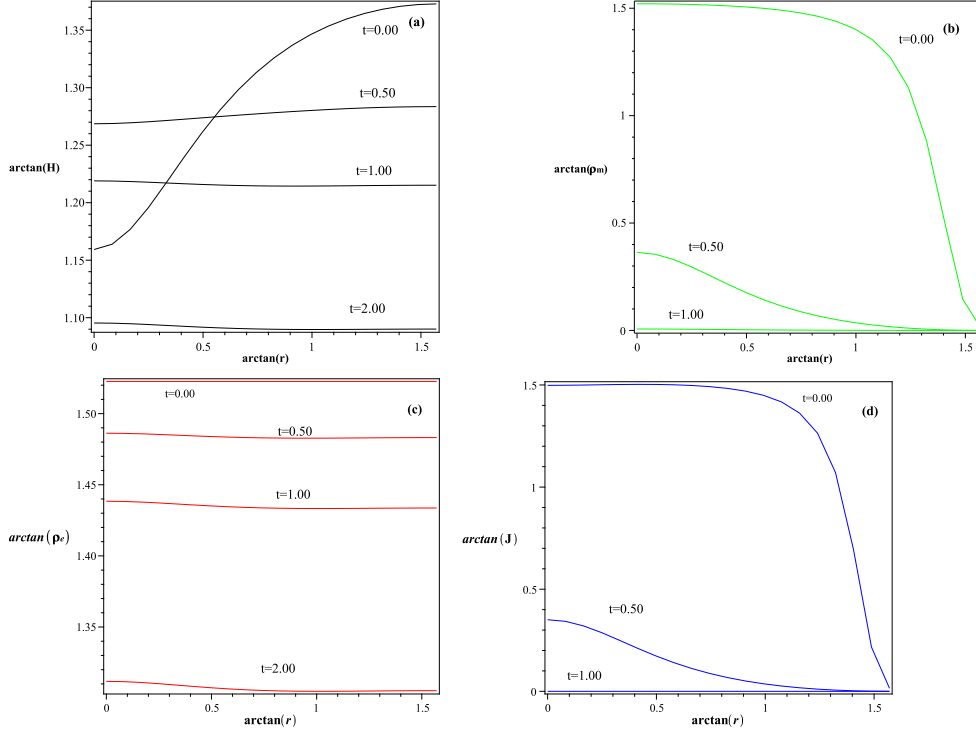 (a)
t=0.00
1.35
t=0.50
1.30
1.25
arctan(H)
t=1.00
1.20
1.15
t=2.00
1.10
0
0.5
1
1.5
arctan(r)
1.5
(b)
t=0.00
1
arctan(ρm)
0.5
t=0.50
t=1.00
0
0
0.5
1
1.5
arctan(r)
t=0.00
(c)
1.50
t=0.50
t=1.00
1.45
arctan(ρe)
1.40
1.35
t=2.00
0
0.5
1
1.5
arctan(r)
1.5
t=0.00
(d)
1
arctan(J)
0.5
t=0.50
t=1.00
0
0
0.5
1
1.5
arctan(r)